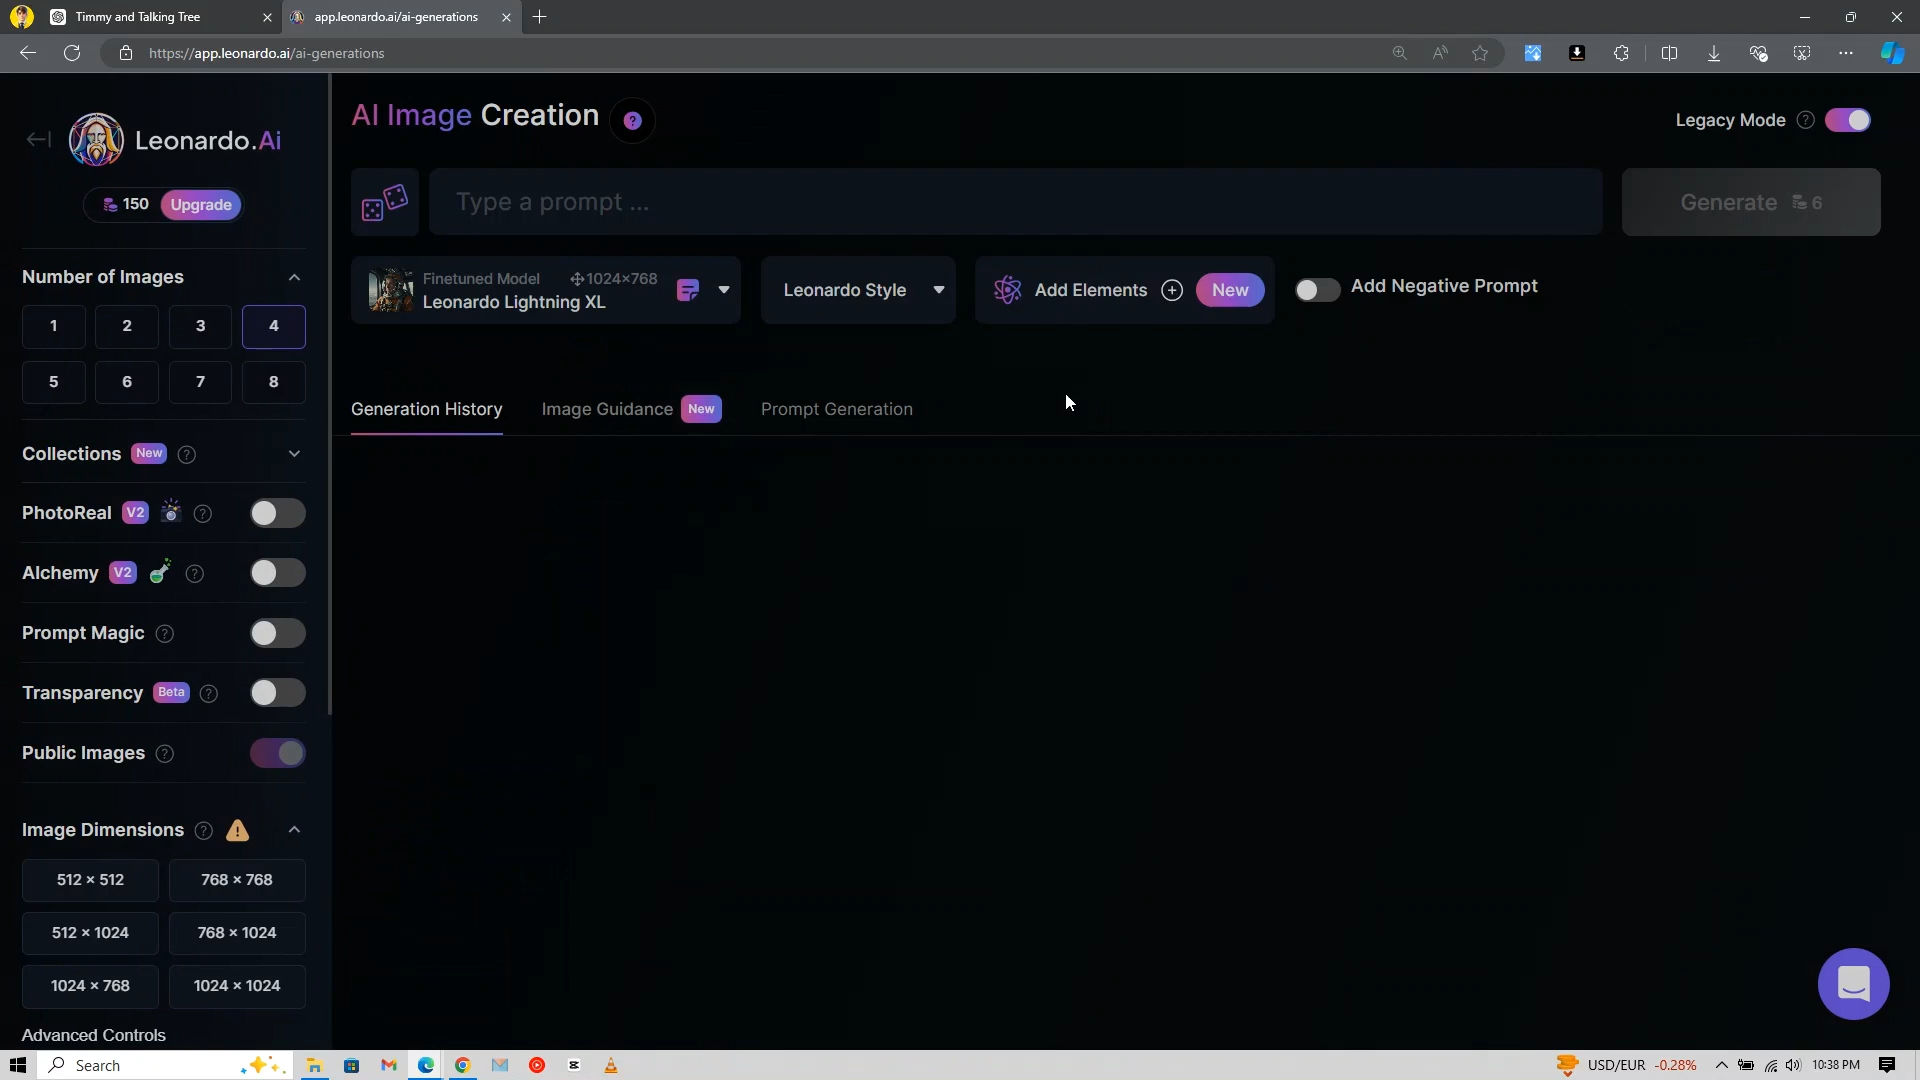 Timmy and Talking Tree
app.leonardo.ai/ai-generations
https://app.leonardo.ai/ai-generations
Leonardo.Ai
150 Upgrade
Number of Images
1 2 3 4
5 6 7 8
Collections New ?
PhotoReal V2 ?
Alchemy V2 ?
Prompt Magic ?
Transparency Beta ?
Public Images ?
Image Dimensions ?
512 × 512 768 × 768
512 × 1024 768 × 1024
1024 × 768 1024 × 1024
Advanced Controls
AI Image Creation ?
Legacy Mode ?
Type a prompt ...
Generate 6
Finetuned Model 1024×768
Leonardo Lightning XL
Leonardo Style
Add Elements New
Add Negative Prompt
Generation History Image Guidance New Prompt Generation
Search
USD/EUR -0.28%
10:38 PM